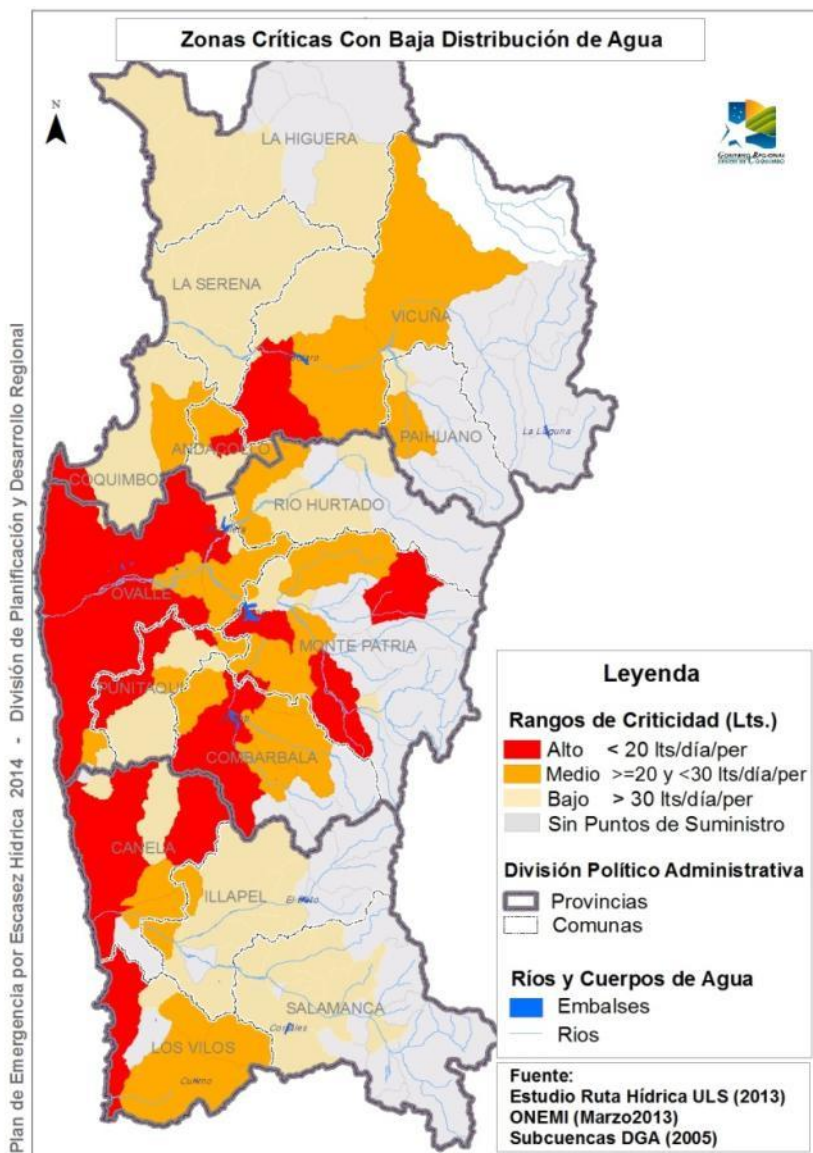 Zonas Críticas Con Baja Distribución de Agua
N
LA HIGUERA
LA SERENA
VICUÑA
ANDACOLLO
PAIHUANO
La Laguna
COQUIMBO
RIO HURTADO
OVALLE
MONTE PATRIA
PUNITAQUI
COMBARBALA
CANELA
ILLAPEL
SALAMANCA
LOS VILOS
Plan de Emergencia por Escasez Hídrica 2014 - División de Planificación y Desarrollo Regional
Leyenda
Rangos de Criticidad (Lts.)
Alto < 20 lts/día/per
Medio >=20 y <30 lts/día/per
Bajo > 30 lts/día/per
Sin Puntos de Suministro
División Político Administrativa
Provincias
Comunas
Ríos y Cuerpos de Agua
Embalses
Rios
Fuente:
Estudio Ruta Hídrica ULS (2013)
ONEMI (Marzo2013)
Subcuencas DGA (2005)